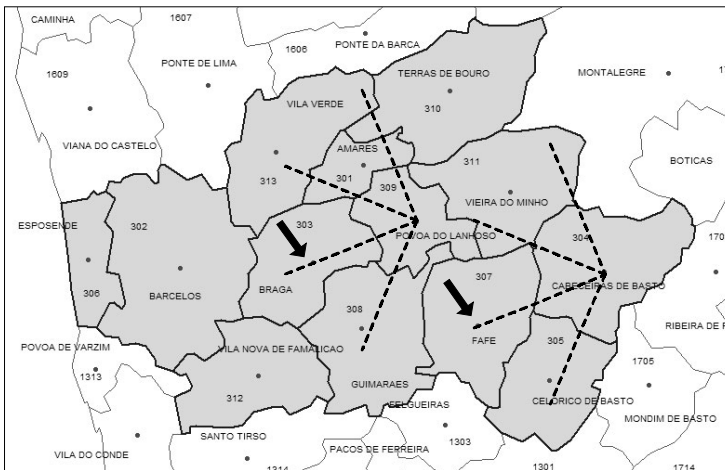 CAMINHA
1607
1606
PONTE DA BARCA
PONTE DE LIMA
1609
TERRAS DE BOURO
MONTALEGRE
VILA VERDE
310
VIANA DO CASTELO
AMARES
311
BOTICAS
301
309
313
VIEIRA DO MINHO
ESPOSENDE
302
303
POVOA DO LANHOSO
304
306
BARCELOS
BRAGA
307
CABECEIRAS DE BASTO
308
RIBEIRA DE
POVOA DE VARZIM
VILA NOVA DE FAMALICAO
FAFE
305
1313
1705
312
GUIMARAES
CELORICO DE BASTO
FELGUEIRAS
MONDIM DE BASTO
SANTO TIRSO
1303
VILA DO CONDE
PACOS DE FERREIRA
1314
1301
1714